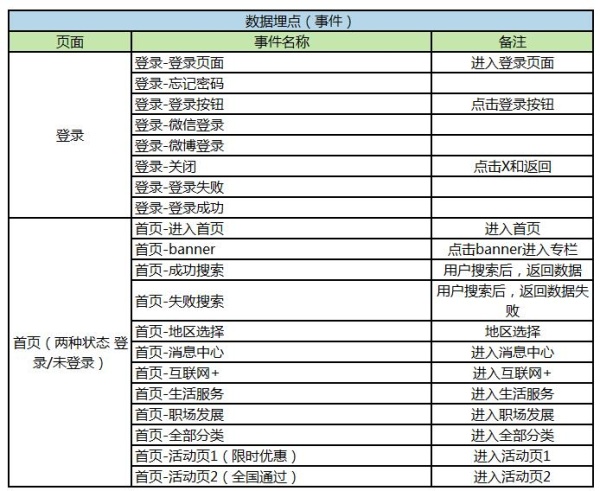 数据埋点（事件）
页面 事件名称 备注
登录
登录-登录页面 进入登录页面
登录-忘记密码
登录-登录按钮 点击登录按钮
登录-微信登录
登录-微博登录
登录-关闭 点击X和返回
登录-登录失败
登录-登录成功
首页（两种状态 登
录/未登录）
首页-进入首页 进入首页
首页-banner 点击banner进入专栏
首页-成功搜索 用户搜索后，返回数据
首页-失败搜索 用户搜索后，返回数据失
败
首页-地区选择 地区选择
首页-消息中心 进入消息中心
首页-互联网+ 进入互联网+
首页-生活服务 进入生活服务
首页-职场发展 进入职场发展
首页-全部分类 进入全部分类
首页-活动页1（限时优惠） 进入活动页1
首页-活动页2（全国通过） 进入活动页2